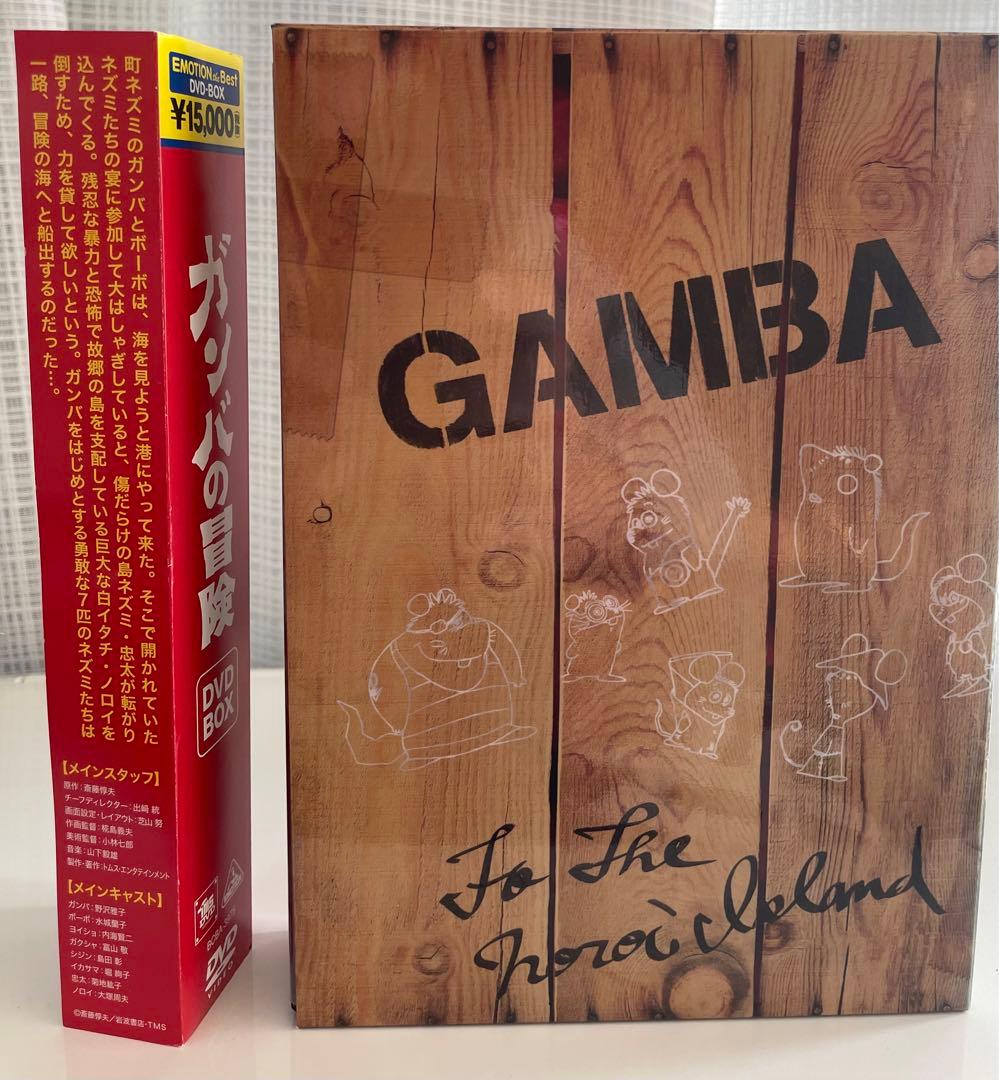 町ネズミのガンバとボーボは、海を見ようと港にやって来た。そこで開かれていた
ネズミたちの宴に参加して大はしゃぎしていると、傷だらけの島ネズミ・忠太が転がり
込んでくる。残忍な暴力と恐怖で故郷の島を支配している巨大な白イタチ・ノロイを
倒すため、力を貸して欲しいという。ガンバをはじめとする勇敢な7匹のネズミたちは
一路、冒険の海へと船出するのだった…。
【メインスタッフ】
原作:斎藤惇夫
チーフディレクター:出﨑 統
画面設定・レイアウト:芝山 努
作画監督:椛島義夫
美術監督:小林七郎
音楽:山下毅雄
製作・著作:トムス・エンタテインメント
【メインキャスト】
ガンバ:野沢雅子
ボーボ:水城蘭子
ヨイショ:内海賢二
ガクシャ:富山 敬
シジン:島田 彰
イカサマ:堀 絢子
忠太:菊地紘子
ノロイ:大塚周夫
©斎藤惇夫/岩波書店・TMS
EMOTION the Best
DVD-BOX
¥15,000
ガンバの冒険
DVD
BOX
DVD
VIDEO
GAMBA
To The
Noroi Island